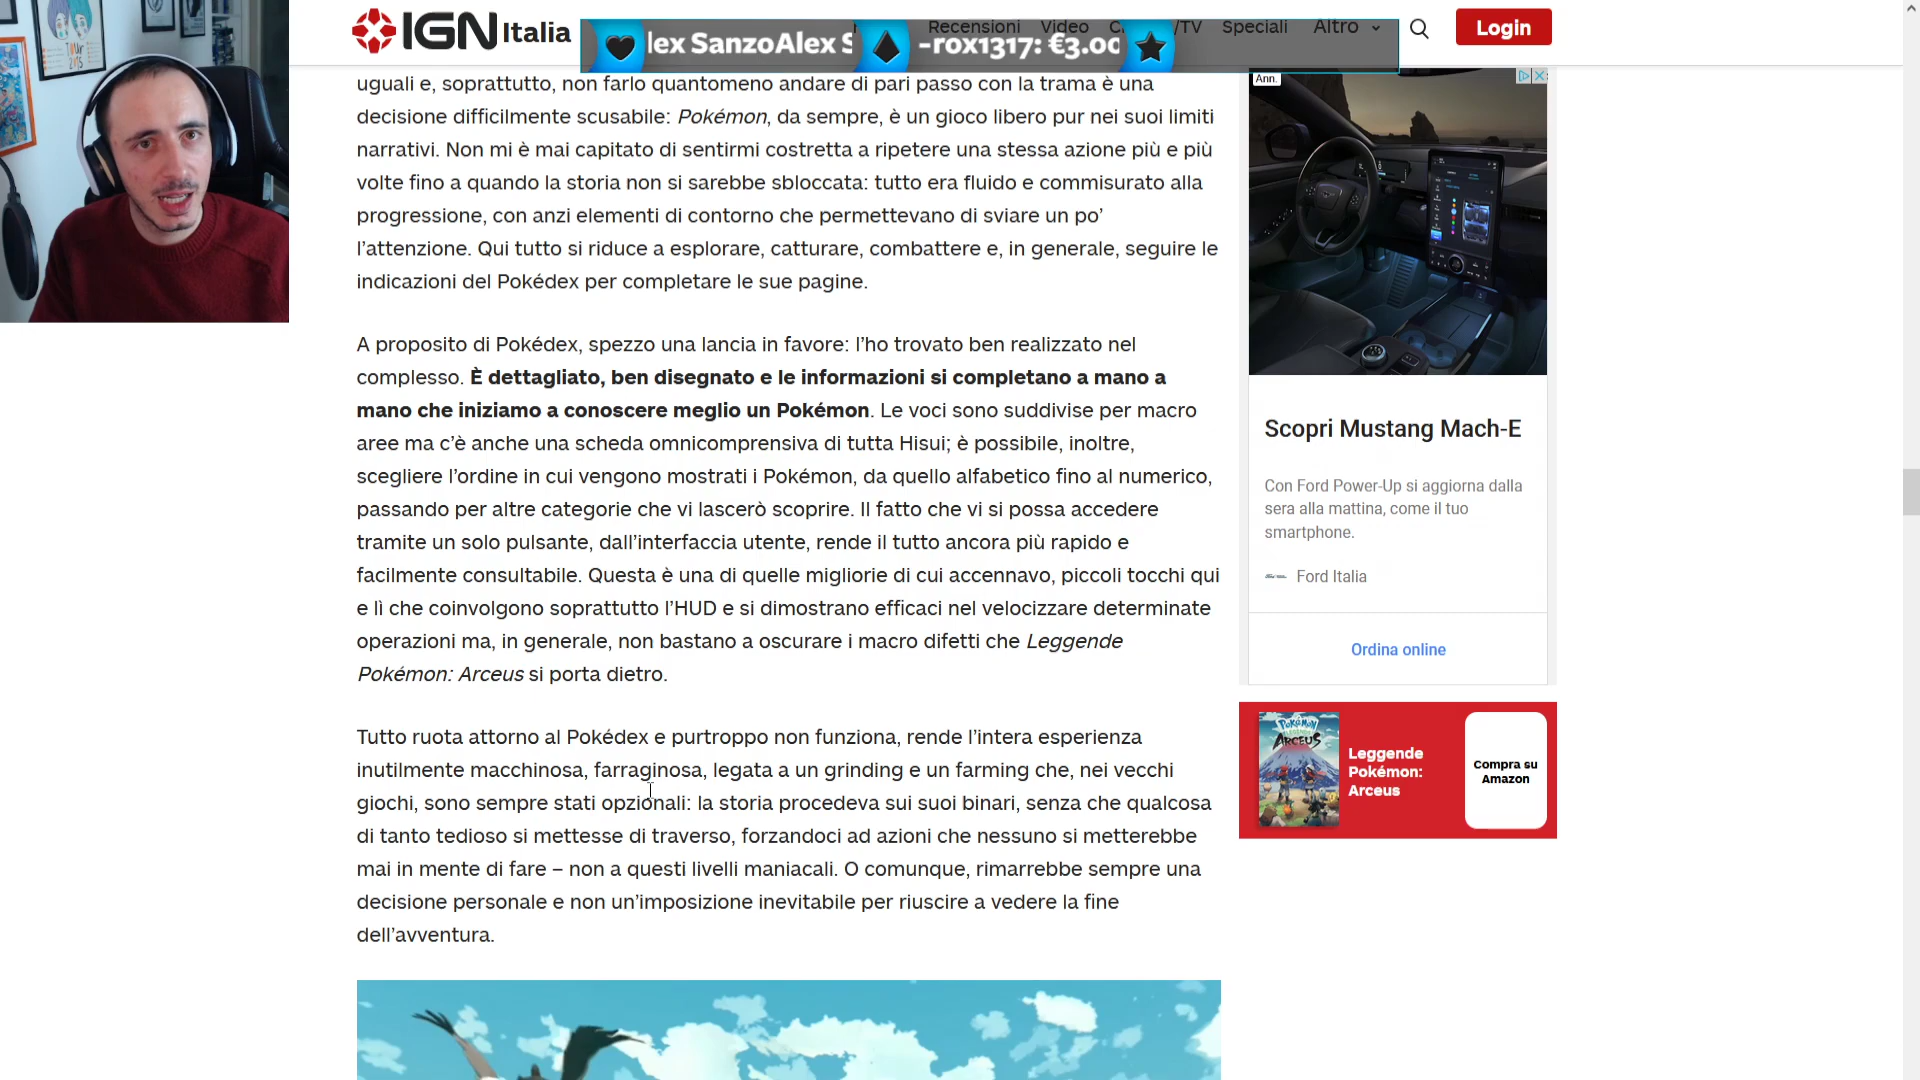 IGN Italia
Recensioni
Video
/TV
Speciali
Altro
Login
lex SanzoAlex S
-rox1317: €3.00
uguali e, soprattutto, non farlo quantomeno andare di pari passo con la trama è una
decisione difficilmente scusabile: Pokémon, da sempre, è un gioco libero pur nei suoi limiti
narrativi. Non mi è mai capitato di sentirmi costretta a ripetere una stessa azione più e più
volte fino a quando la storia non si sarebbe sbloccata: tutto era fluido e commisurato alla
progressione, con anzi elementi di contorno che permettevano di sviare un po’
l’attenzione. Qui tutto si riduce a esplorare, catturare, combattere e, in generale, seguire le
indicazioni del Pokédex per completare le sue pagine.
A proposito di Pokédex, spezzo una lancia in favore: l’ho trovato ben realizzato nel
complesso. È dettagliato, ben disegnato e le informazioni si completano a mano a
mano che iniziamo a conoscere meglio un Pokémon. Le voci sono suddivise per macro
aree ma c’è anche una scheda omnicomprensiva di tutta Hisui; è possibile, inoltre,
scegliere l’ordine in cui vengono mostrati i Pokémon, da quello alfabetico fino al numerico,
passando per altre categorie che vi lascerò scoprire. Il fatto che vi si possa accedere
tramite un solo pulsante, dall’interfaccia utente, rende il tutto ancora più rapido e
facilmente consultabile. Questa è una di quelle migliorie di cui accennavo, piccoli tocchi qui
e lì che coinvolgono soprattutto l’HUD e si dimostrano efficaci nel velocizzare determinate
operazioni ma, in generale, non bastano a oscurare i macro difetti che Leggende
Pokémon: Arceus si porta dietro.
Tutto ruota attorno al Pokédex e purtroppo non funziona, rende l’intera esperienza
inutilmente macchinosa, farraginosa, legata a un grinding e un farming che, nei vecchi
giochi, sono sempre stati opzionali: la storia procedeva sui suoi binari, senza che qualcosa
di tanto tedioso si mettesse di traverso, forzandoci ad azioni che nessuno si metterebbe
mai in mente di fare – non a questi livelli maniacali. O comunque, rimarrebbe sempre una
decisione personale e non un’imposizione inevitabile per riuscire a vedere la fine
dell’avventura.
Ann.
Scopri Mustang Mach-E
Con Ford Power-Up si aggiorna dalla
sera alla mattina, come il tuo
smartphone.
Ford Italia
Ordina online
Pokémon
ARCEUS
Leggende
Pokémon:
Arceus
Compra su
Amazon
TOUR